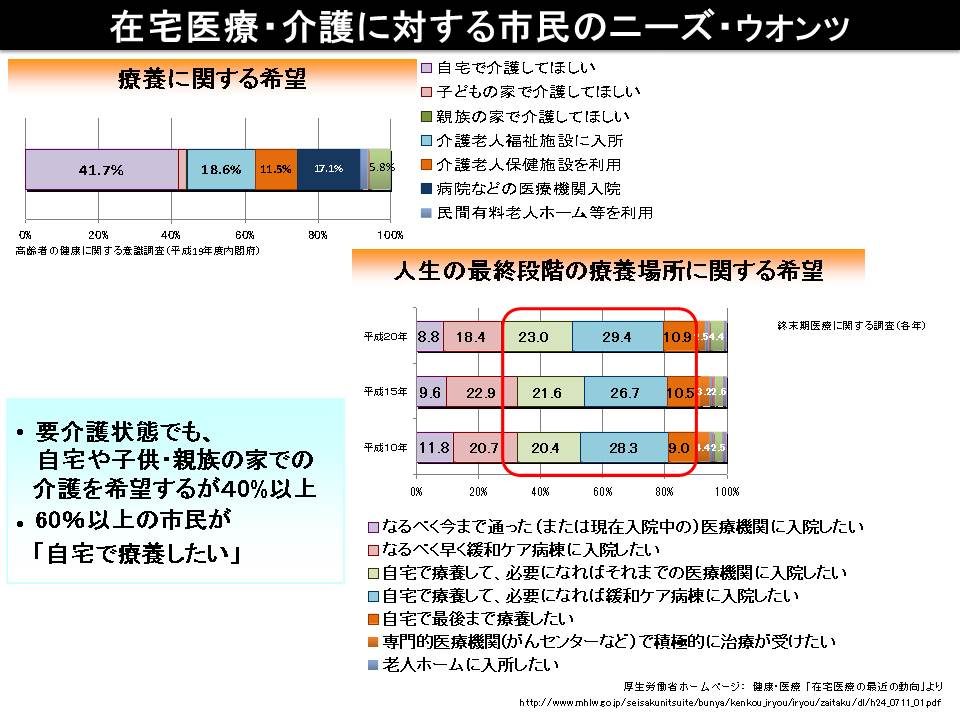 在宅医療・介護に対する市民のニーズ・ウオンツ
療養に関する希望
自宅で介護してほしい
子どもの家で介護してほしい
親族の家で介護してほしい
介護老人福祉施設に入所
介護老人保健施設を利用
病院などの医療機関入院
民間有料老人ホーム等を利用
41.7% 18.6% 11.5% 17.1% 5.8%
0% 20% 40% 60% 80% 100%
高齢者の健康に関する意識調査(平成19年度内閣府)
人生の最終段階の療養場所に関する希望
終末期医療に関する調査(各年)
平成20年 8.8 18.4 23.0 29.4 10.9 4.4
平成15年 9.6 22.9 21.6 26.7 10.5 3.2 2.6
平成10年 11.8 20.7 20.4 28.3 9.0 2.5
0% 20% 40% 60% 80% 100%
• 要介護状態でも、
自宅や子供・親族の家での
介護を希望するが40%以上
• 60%以上の市民が
「自宅で療養したい」
なるべく今まで通った(または現在入院中の)医療機関に入院したい
なるべく早く緩和ケア病棟に入院したい
自宅で療養して、必要になればそれまでの医療機関に入院したい
自宅で療養して、必要になれば緩和ケア病棟に入院したい
自宅で最後まで療養したい
専門的医療機関(がんセンターなど)で積極的に治療が受けたい
老人ホームに入所したい
厚生労働省ホームページ: 健康・医療 「在宅医療の最近の動向」より
http://www.mhlw.go.jp/seisakunitsuite/bunya/kenkou_iryou/iryou/zaitaku/dl/h24_0711_01.pdf